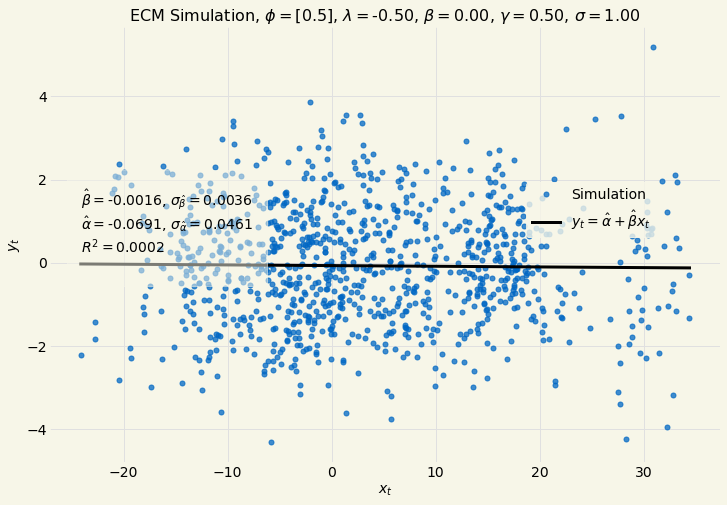 ECM Simulation, ϕ = [0.5], λ = -0.50, β = 0.00, γ = 0.50, σ = 1.00
4
2
0
−2
−4
y_t
β̂ = -0.0016, σ_β̂ = 0.0036
α̂ = -0.0691, σ_α̂ = 0.0461
R² = 0.0002
Simulation
y_t = α̂ + β̂x_t
−20 −10 0 10 20 30
x_t